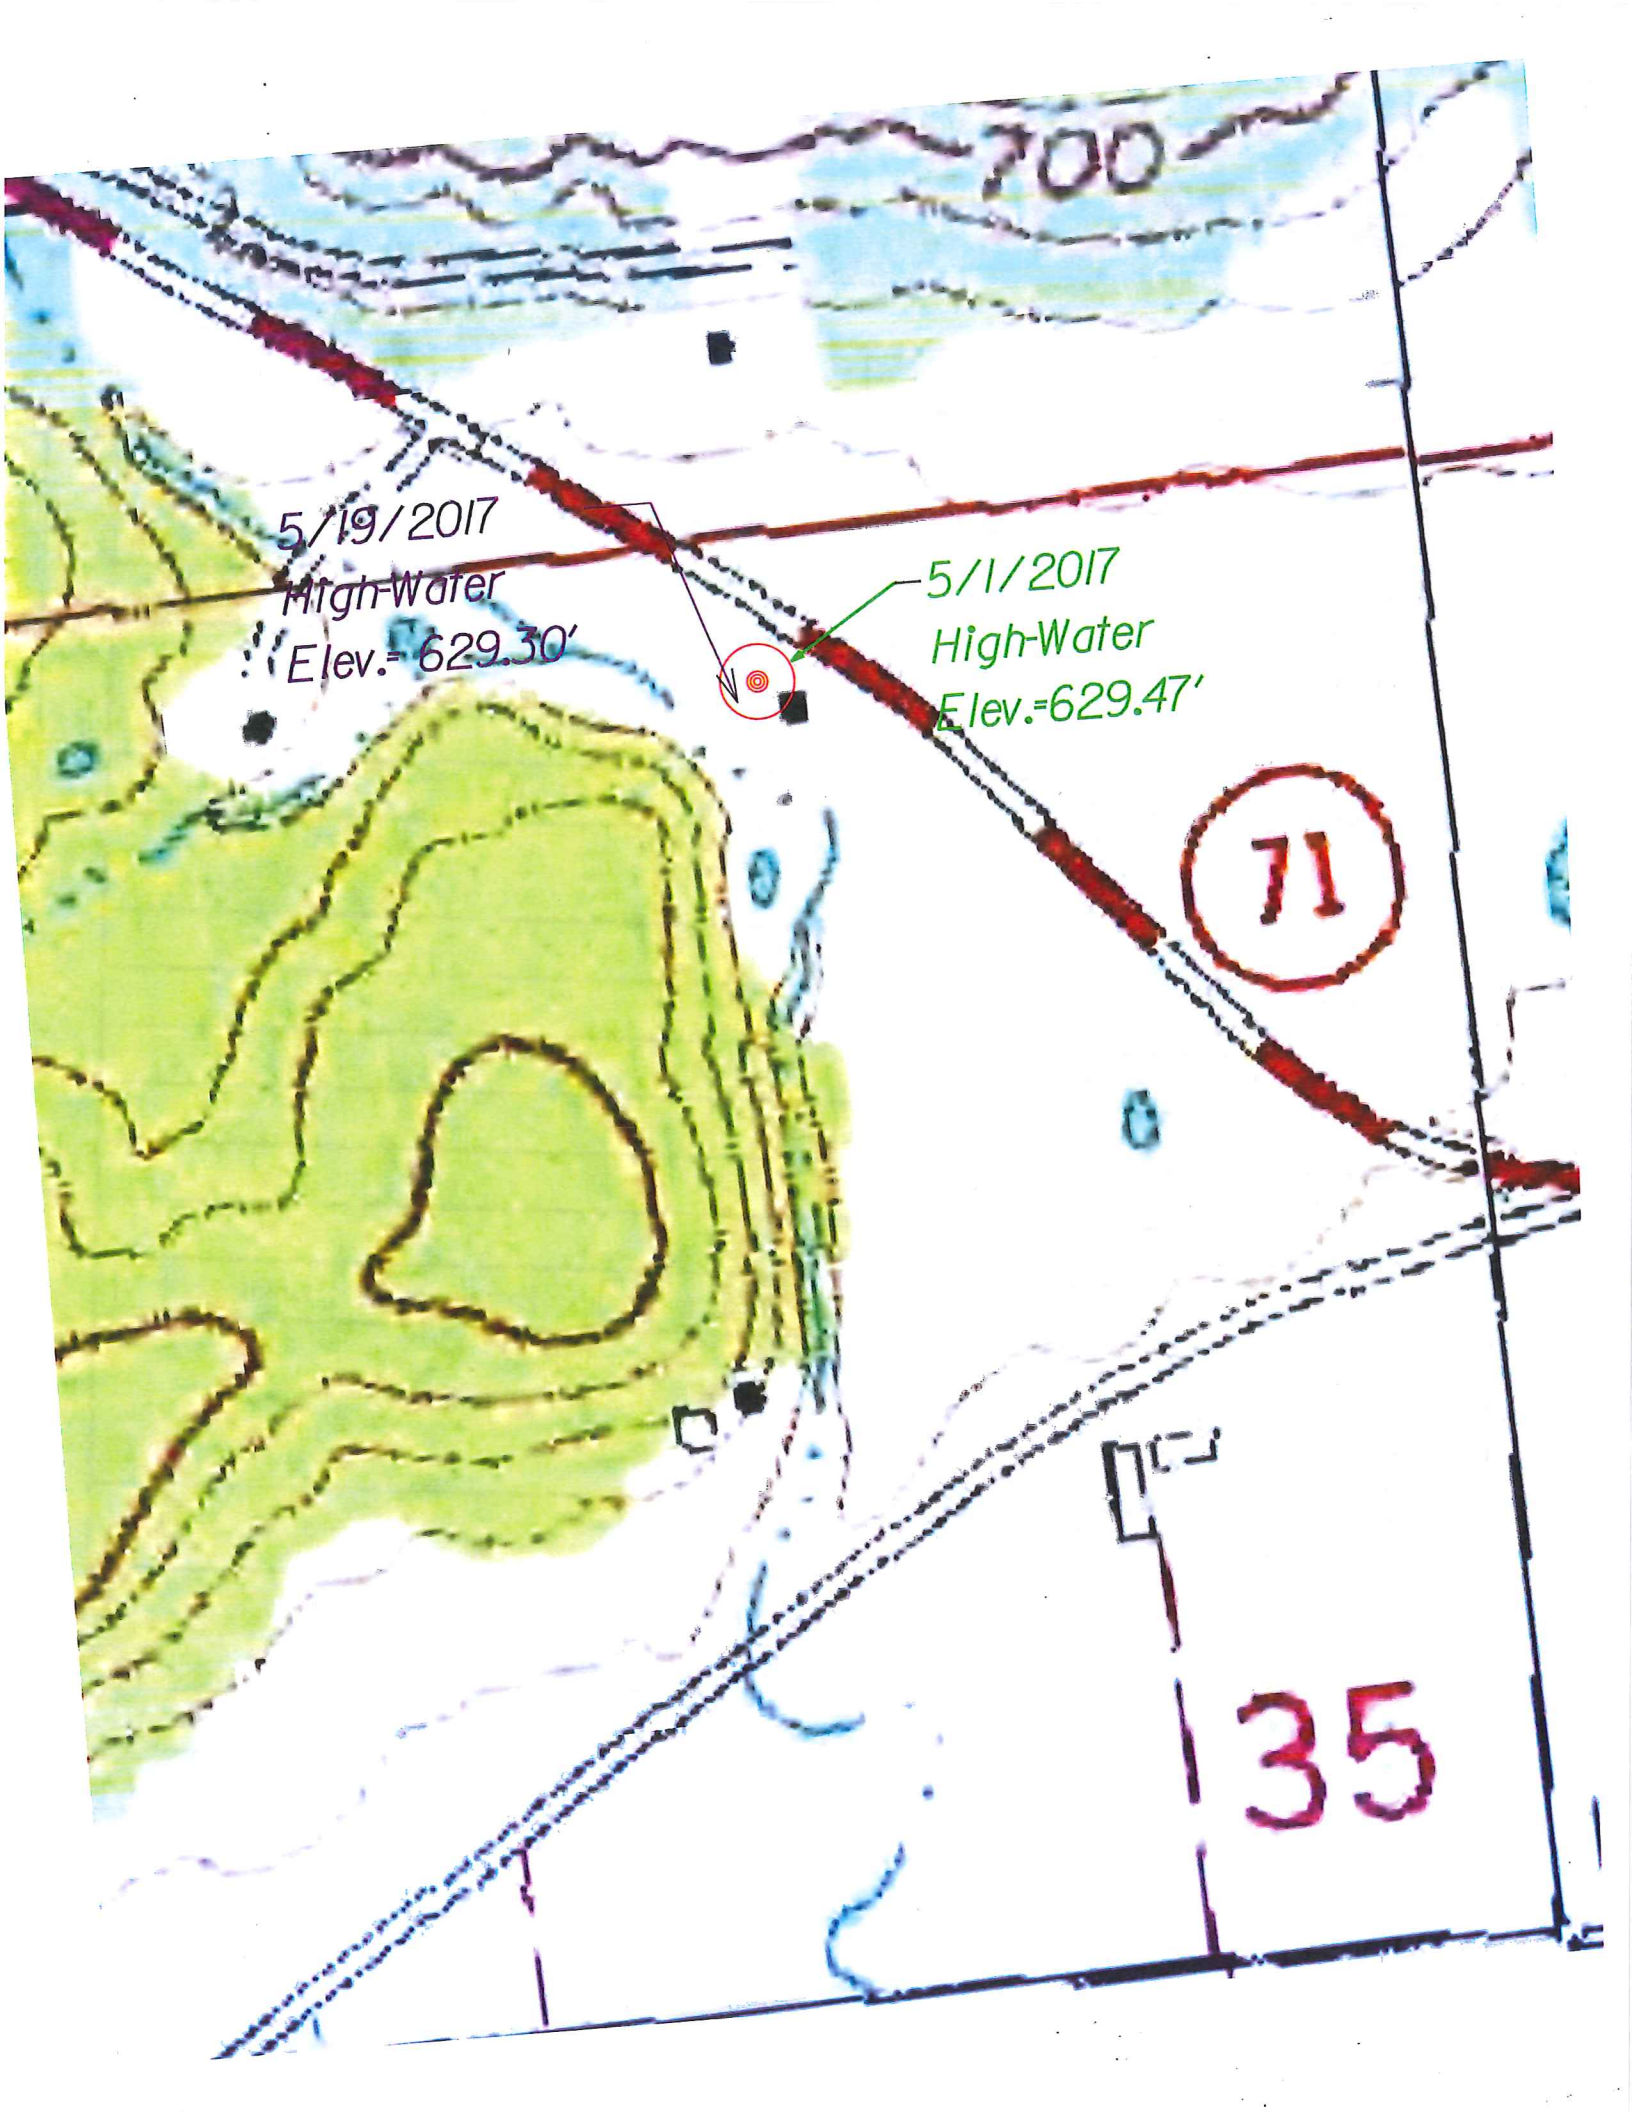 700
5/19/2017
High-Water
Elev.= 629.30'
5/1/2017
High-Water
Elev.=629.47'
71
35